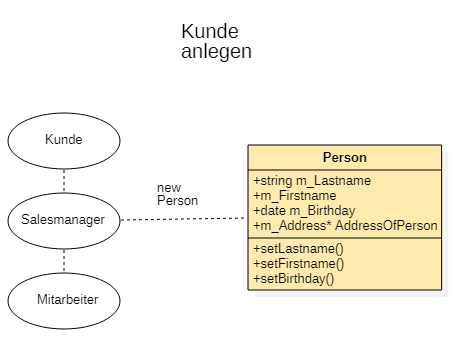 Kunde
anlegen
Kunde
Salesmanager
Mitarbeiter
new
Person
Person
+string m_Lastname
+m_Firstname
+date m_Birthday
+m_Address* AddressOfPerson
+setLastname()
+setFirstname()
+setBirthday()